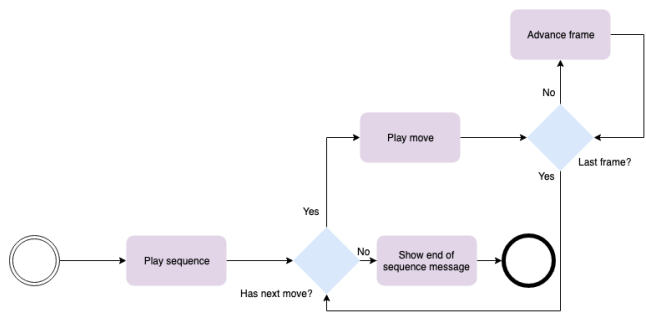 Advance frame
No
Play move
Last frame?
Yes
Yes
Play sequence
No
Show end of
sequence message
Has next move?